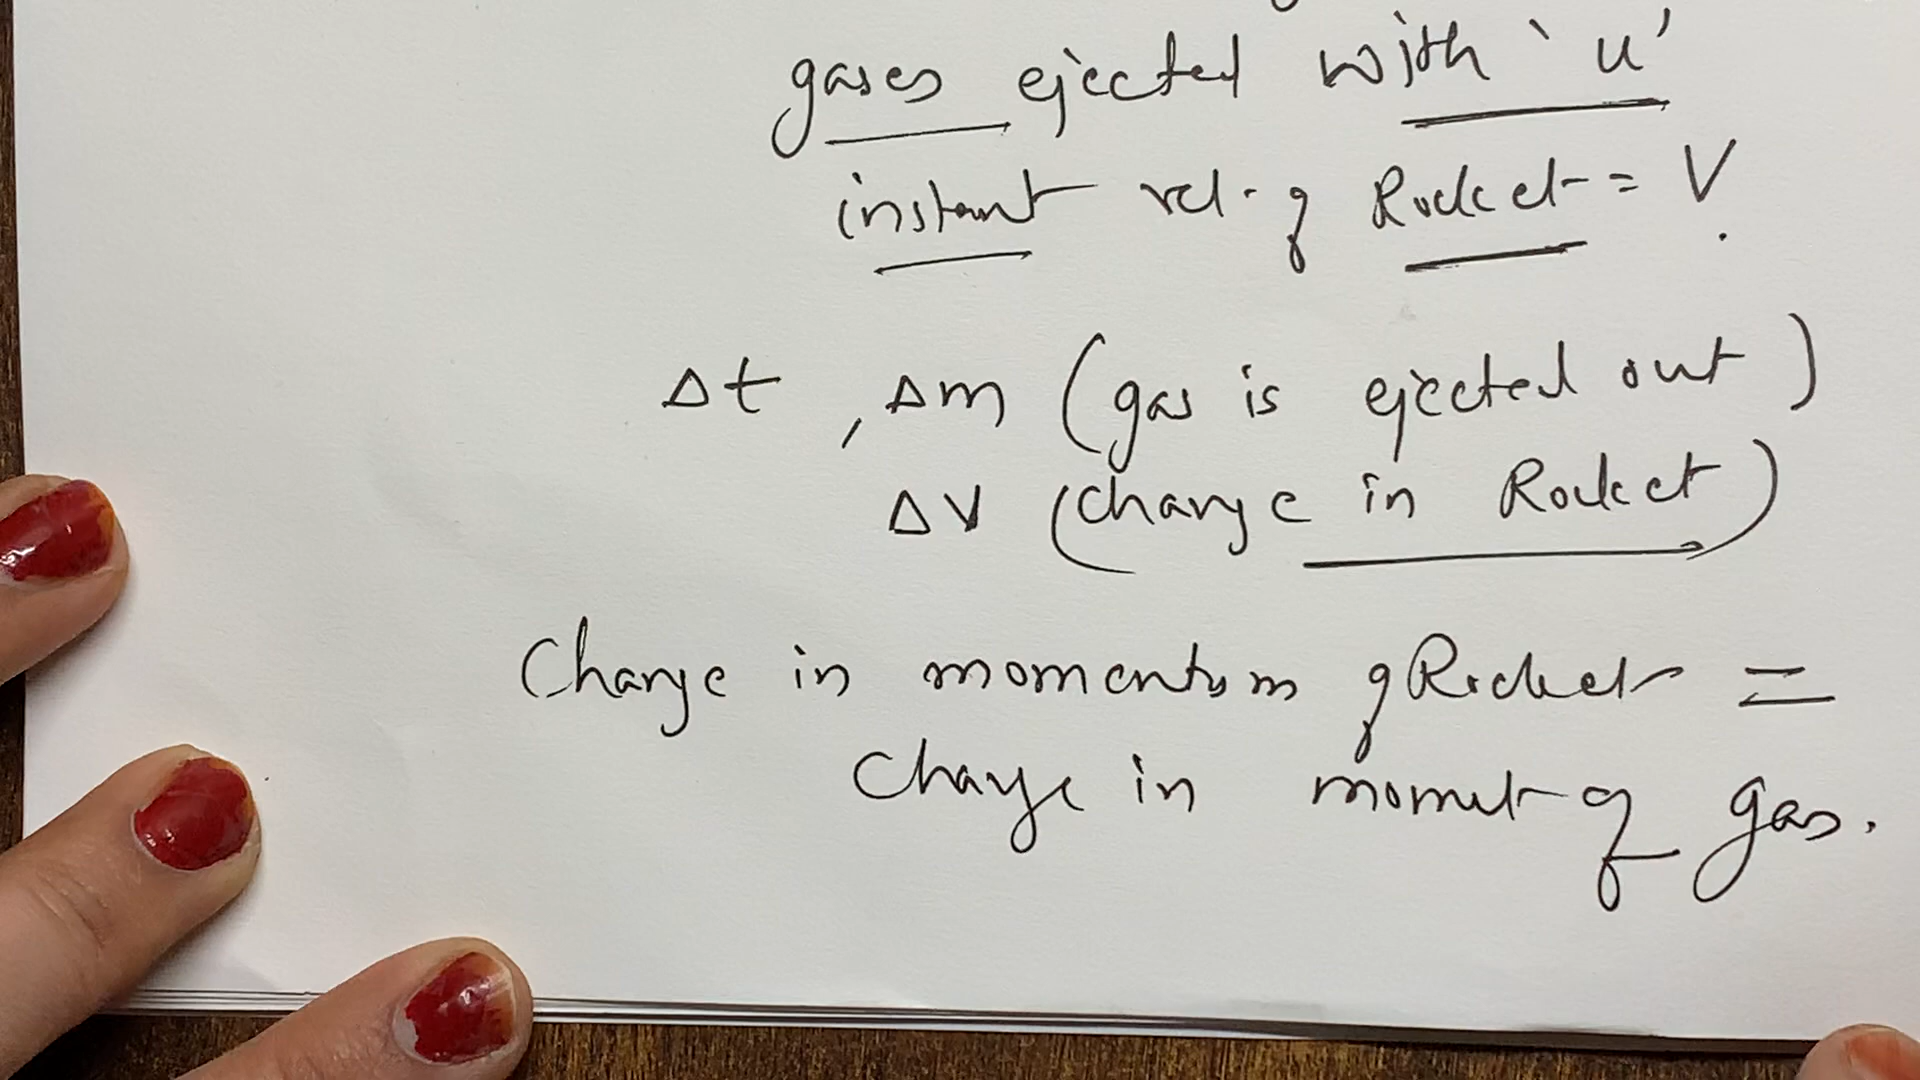 gases ejected with 'u'
instant vel. of Rocket = V.
Δt , Δm (gas is ejected out)
ΔV (change in Rocket)
Change in momentum of Rocket =
Change in moment of gas.